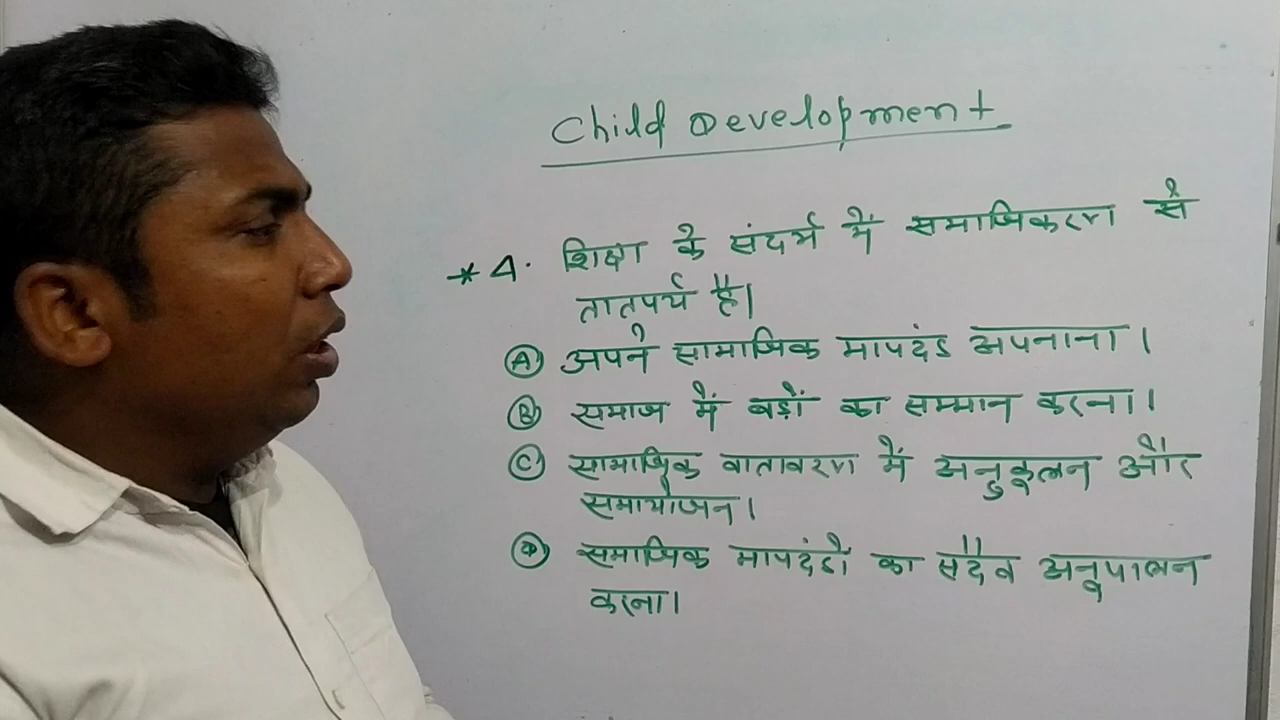 Child Development
*4. शिक्षा के संदर्भ में समाजिकरण से
तातपर्य है।
(A) अपने सामाजिक मापदंड अपनाना।
(B) समाज में बड़ों का सम्मान करना।
(C) सामाजिक वातावरण में अनुकूलन और
समायोजन।
(D) समाजिक मापदंडों का सदैव अनुपालन
करना।